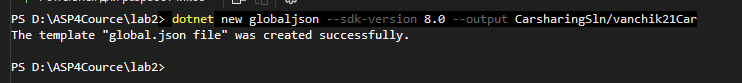 PS D:\ASP4Cource\lab2> dotnet new globaljson --sdk-version 8.0 --output CarsharingSln/vanchik21Car
The template "global.json file" was created successfully.
PS D:\ASP4Cource\lab2>